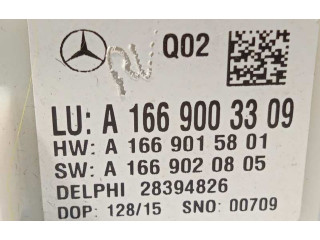 Q02
LU: A 166 900 33 09
HW: A 166 901 58 01
SW: A 166 902 08 05
DELPHI 28394826
DOP: 128/15 SNO: 00709